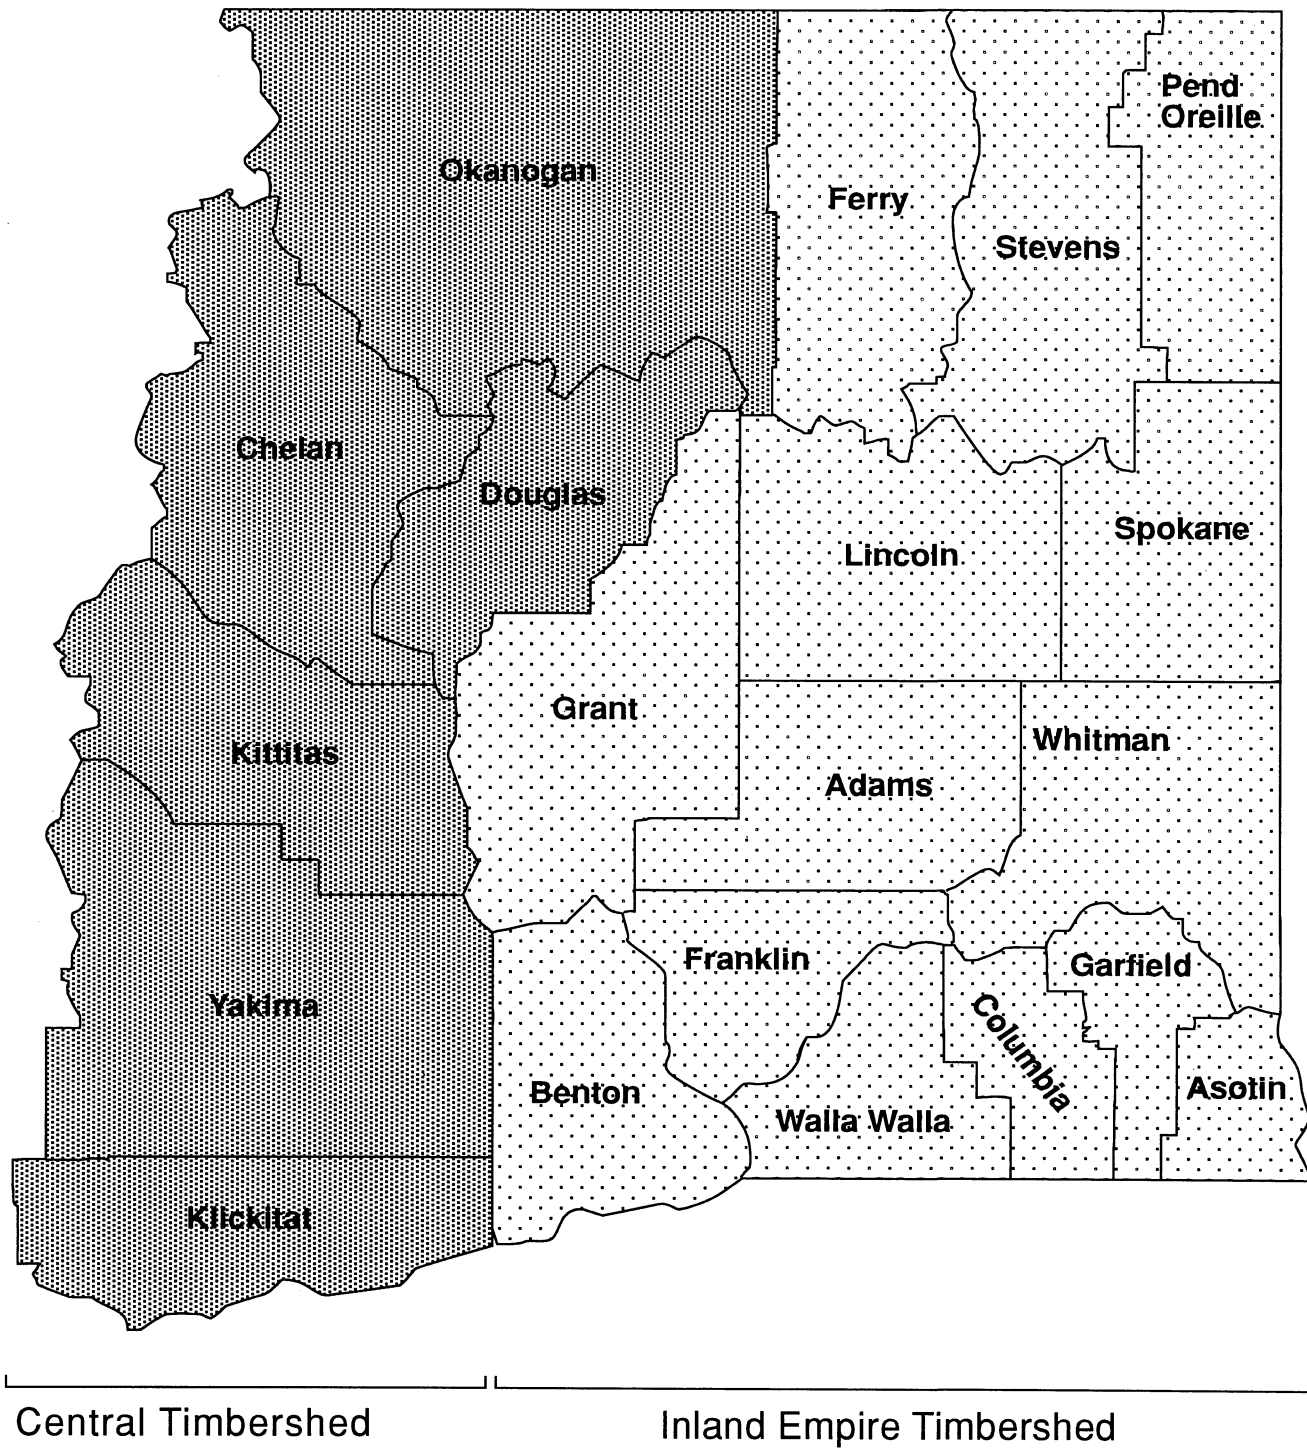 Pend
Oreille
Okanogan
Ferry
Stevens
Chelan
Douglas
Spokane
Lincoln
Grant
Whitman
Kittitas
Adams
Franklin
Garfield
Yakima
Columbia
Benton
Asotin
Walla Walla
Klickitat
Central Timbershed
Inland Empire Timbershed